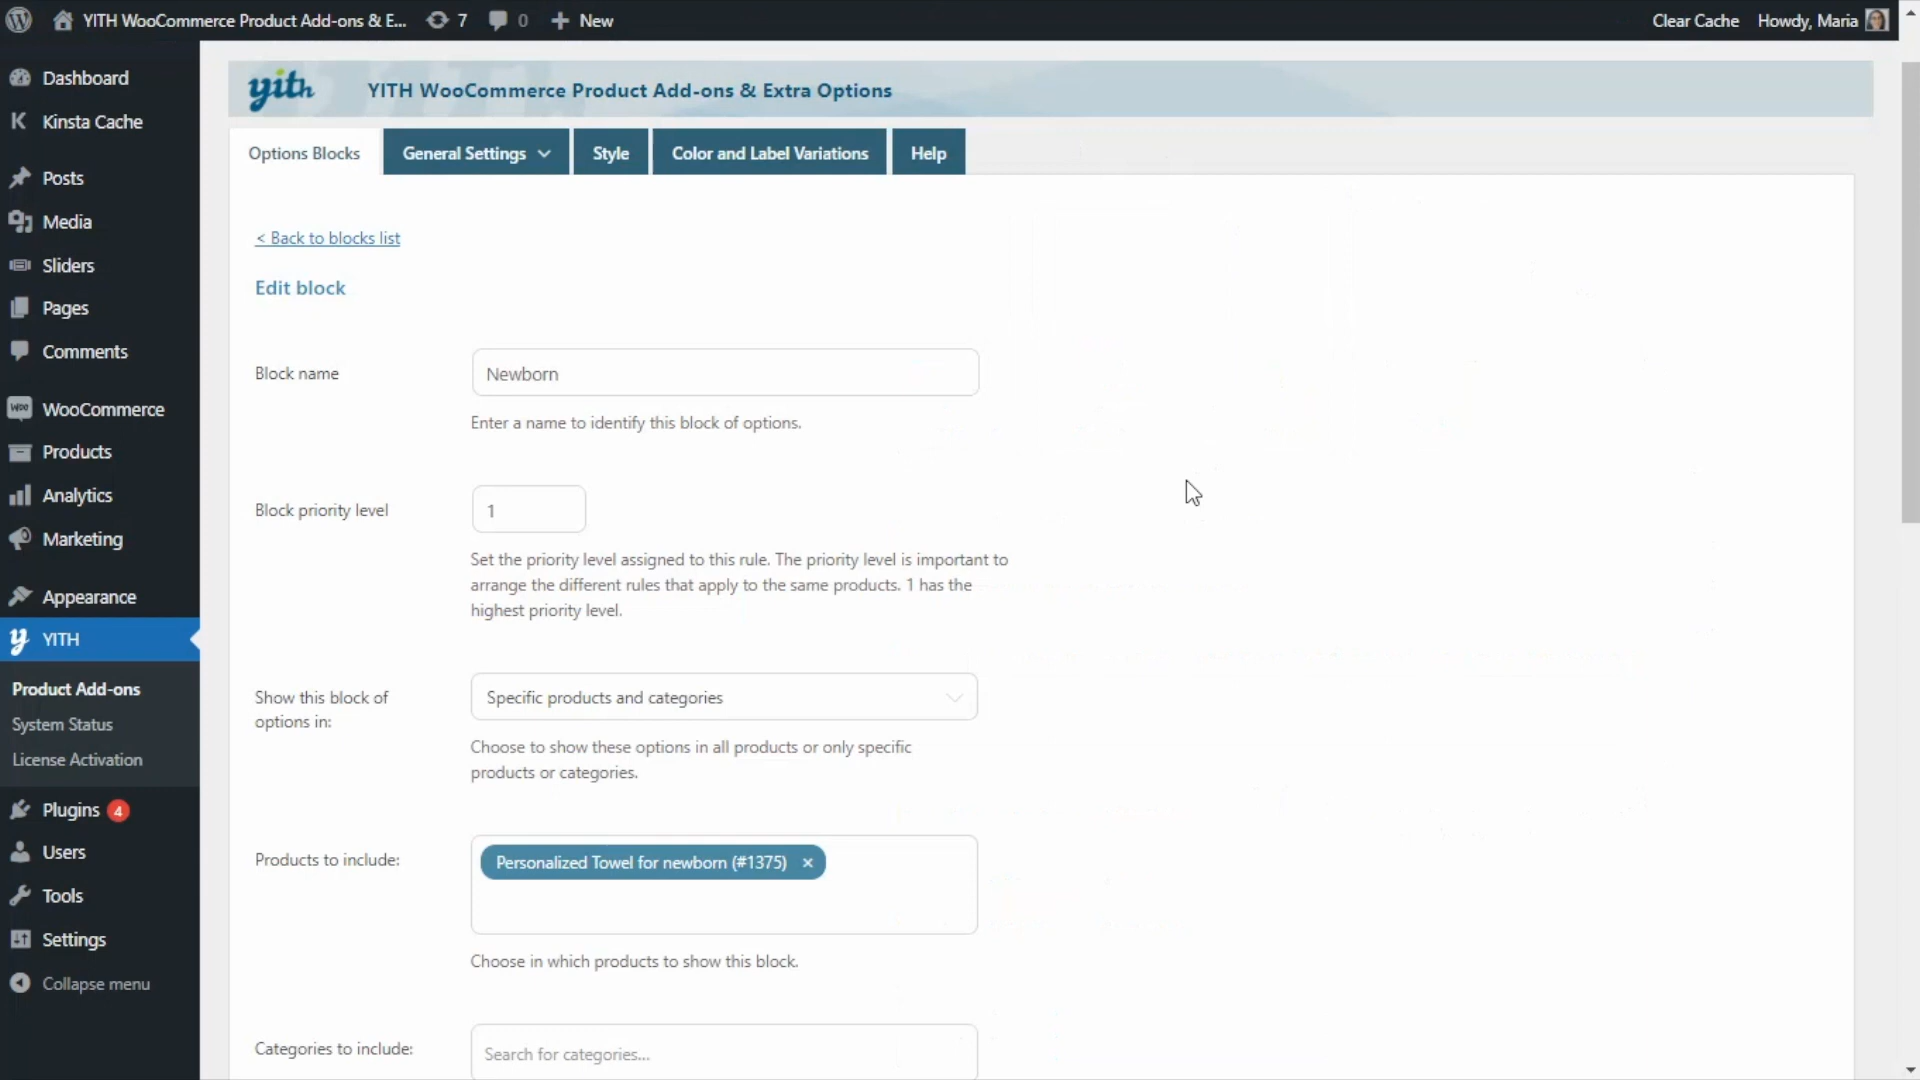 YITH WooCommerce Product Add-ons & E... 7 0 New Clear Cache Howdy, Maria
Dashboard
Kinsta Cache
Posts
Media
Sliders
Pages
Comments
WooCommerce
Products
Analytics
Marketing
Appearance
YITH
Product Add-ons
System Status
License Activation
Plugins 4
Users
Tools
Settings
Collapse menu
yith YITH WooCommerce Product Add-ons & Extra Options
Options Blocks General Settings Style Color and Label Variations Help
< Back to blocks list
Edit block
Block name Newborn
Enter a name to identify this block of options.
Block priority level 1
Set the priority level assigned to this rule. The priority level is important to
arrange the different rules that apply to the same products. 1 has the
highest priority level.
Show this block of
options in:
Specific products and categories
Choose to show these options in all products or only specific
products or categories.
Products to include: Personalized Towel for newborn (#1375) ×
Choose in which products to show this block.
Categories to include: Search for categories...